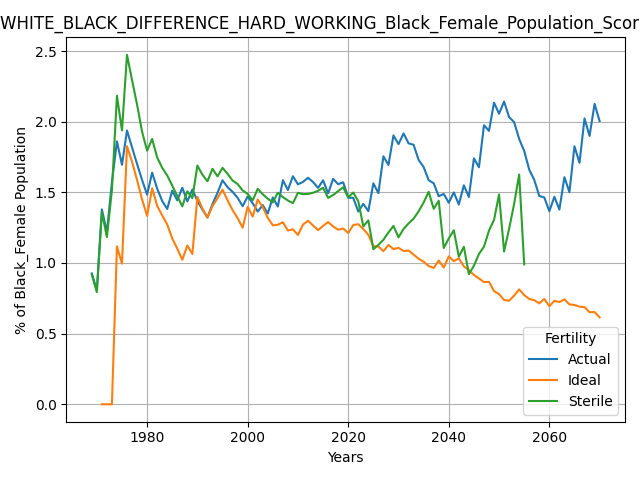 WHITE_BLACK_DIFFERENCE_HARD_WORKING_Black_Female_Population_Scor
% of Black_Female Population
2.5
2.0
1.5
1.0
0.5
0.0
1980 2000 2020 2040 2060
Years
Fertility
Actual
Ideal
Sterile